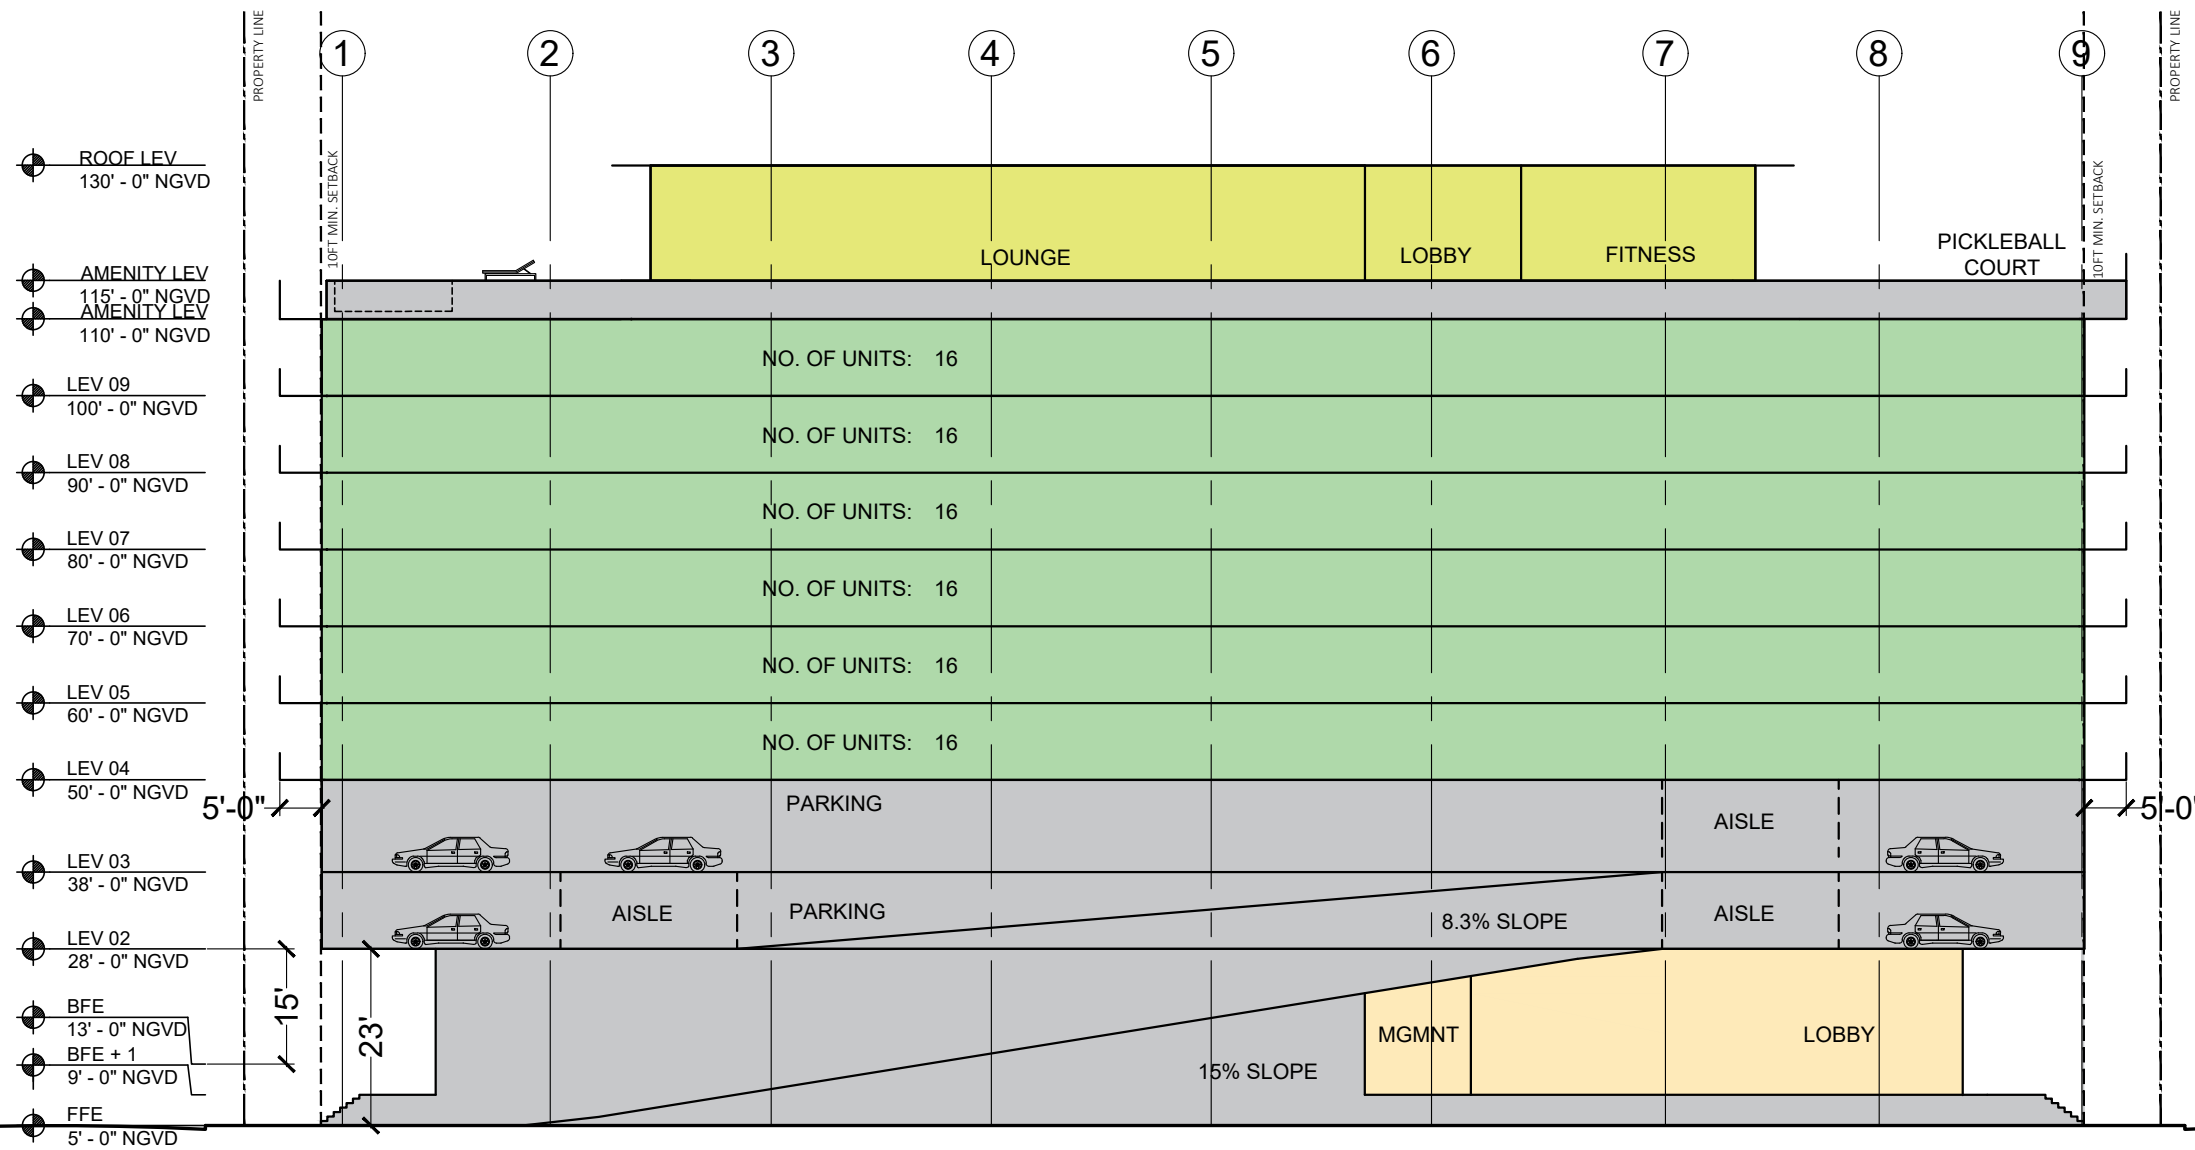 PROPERTY LINE
PROPERTY LINE
1 2 3 4 5 6 7 8 9
10FT MIN. SETBACK
10FT MIN. SETBACK
ROOF LEV
130' - 0" NGVD
LOUNGE
LOBBY
FITNESS
PICKLEBALL
COURT
AMENITY LEV
115' - 0" NGVD
AMENITY LEV
110' - 0" NGVD
NO. OF UNITS: 16
LEV 09
100' - 0" NGVD
NO. OF UNITS: 16
LEV 08
90' - 0" NGVD
NO. OF UNITS: 16
LEV 07
80' - 0" NGVD
NO. OF UNITS: 16
LEV 06
70' - 0" NGVD
NO. OF UNITS: 16
LEV 05
60' - 0" NGVD
NO. OF UNITS: 16
LEV 04
50' - 0" NGVD
5'-0"
PARKING
AISLE
5'-0"
LEV 03
38' - 0" NGVD
AISLE
PARKING
8.3% SLOPE
AISLE
LEV 02
28' - 0" NGVD
15'
23'
BFE
13' - 0" NGVD
BFE + 1
9' - 0" NGVD
MGMNT
LOBBY
15% SLOPE
FFE
5' - 0" NGVD